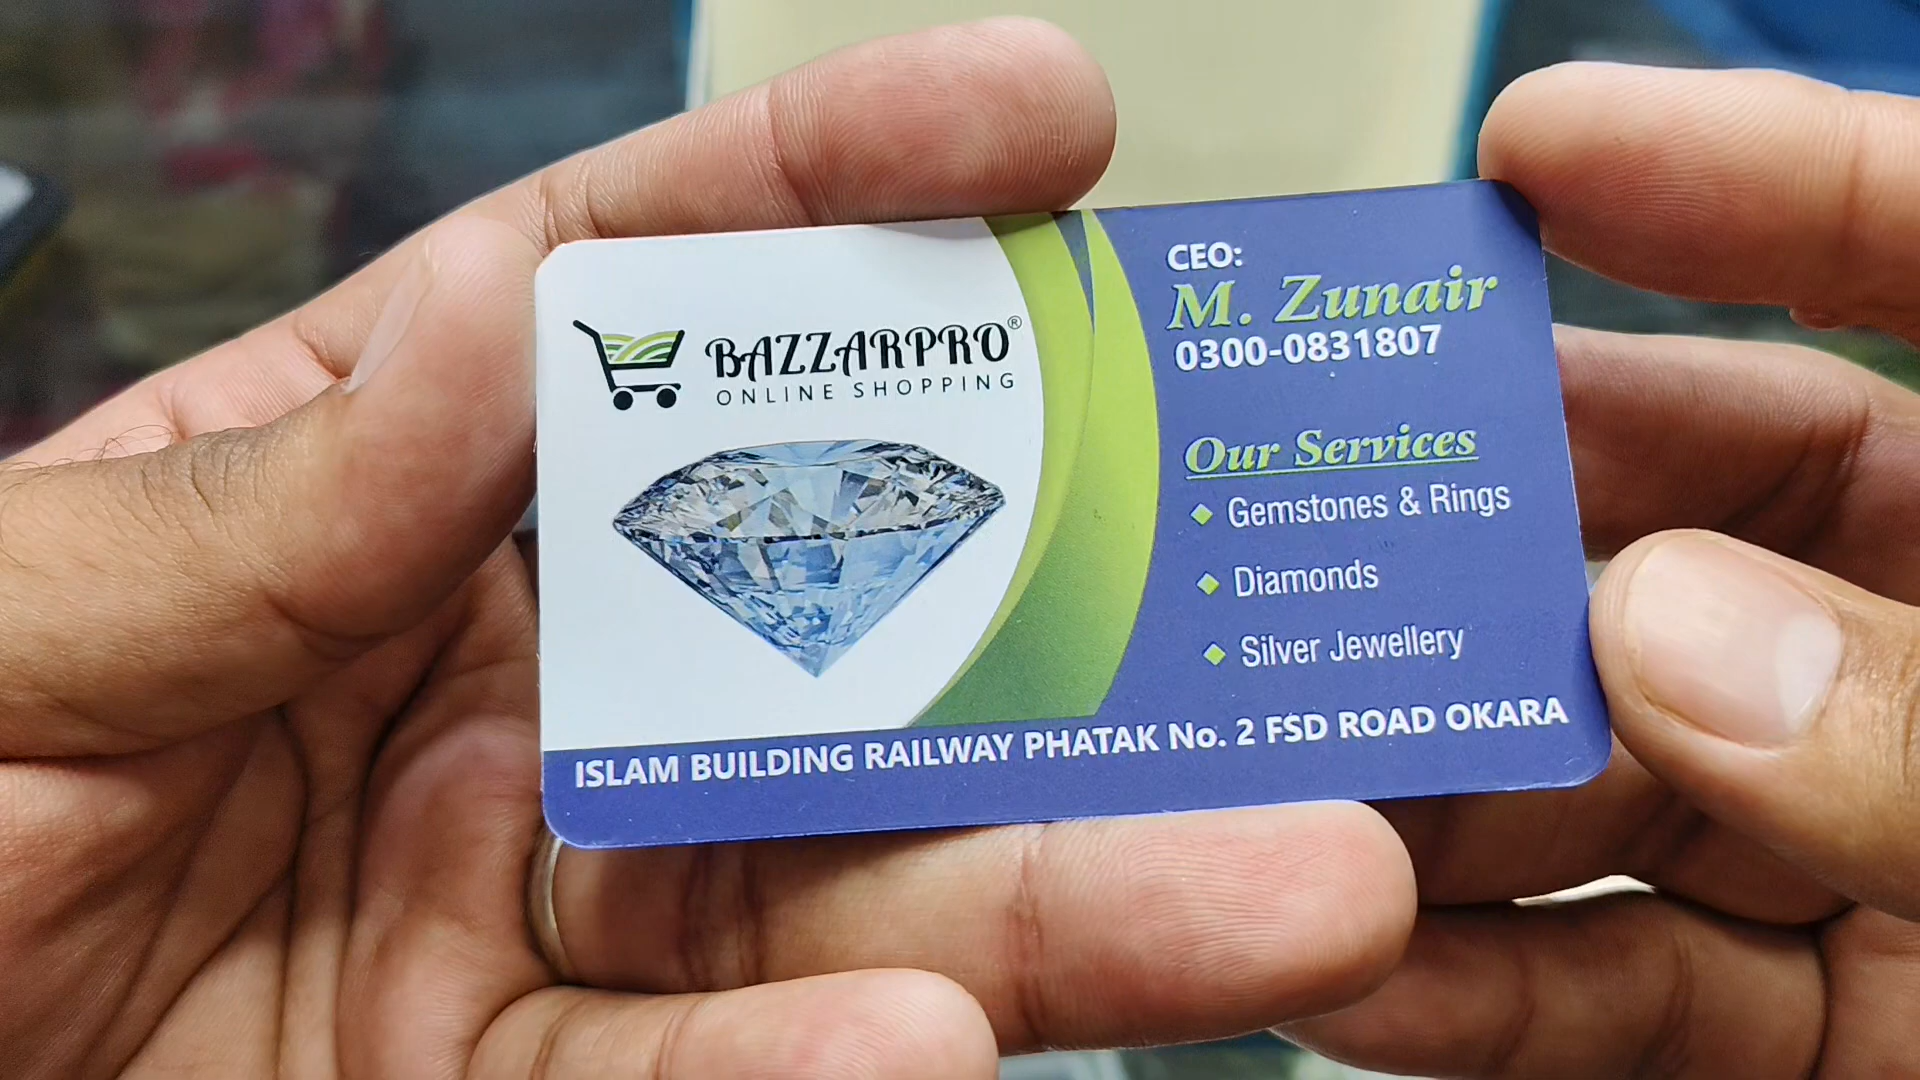 BAZZARPRO®
ONLINE SHOPPING
CEO:
M. Zunair
0300-0831807
Our Services
Gemstones & Rings
Diamonds
Silver Jewellery
ISLAM BUILDING RAILWAY PHATAK No. 2 FSD ROAD OKARA